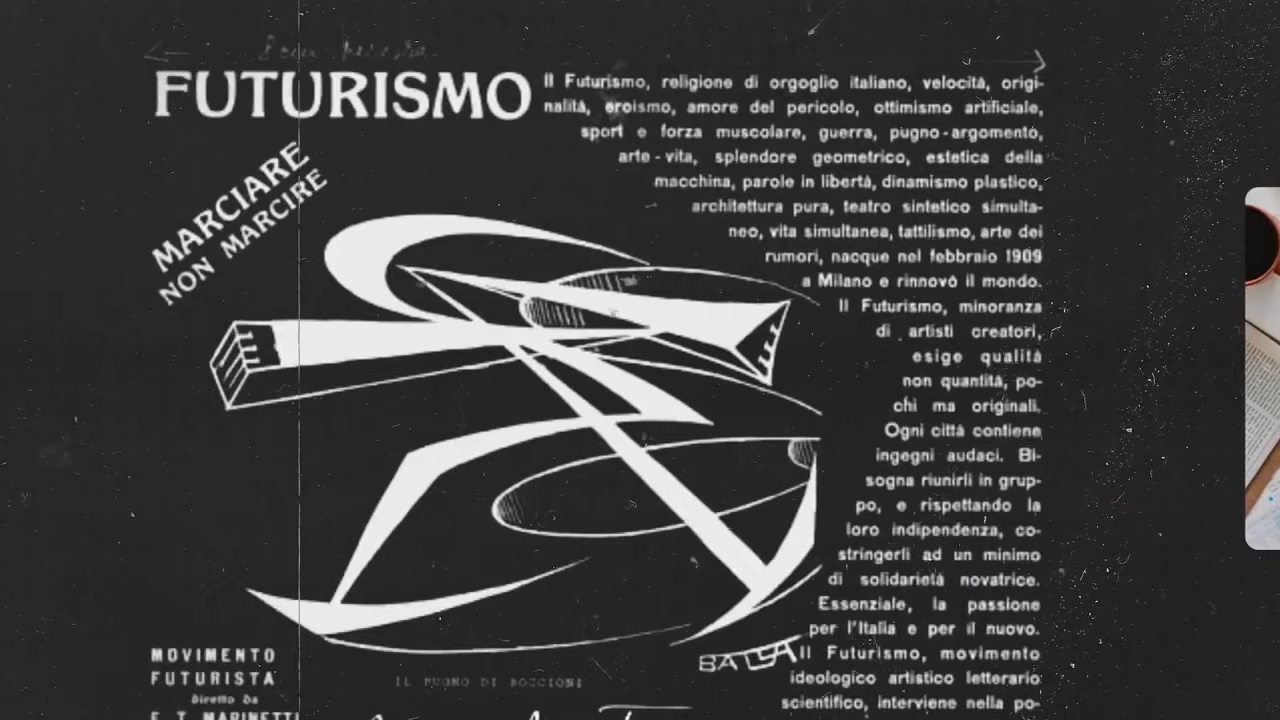 FUTURISMO
MARCIARE
NON MARCIRE
Il Futurismo, religione di orgoglio italiano, velocità, origi-
nalità, eroismo, amore del pericolo, ottimismo artificiale,
sport e forza muscolare, guerra, pugno-argomento,
arte-vita, splendore geometrico, estetica della
macchina, parole in libertà, dinamismo plastico,
architettura pura, teatro sintetico simulta-
neo, vita simultanea, tattilismo, arte dei
rumori, nacque nel febbraio 1909
a Milano e rinnovò il mondo.
Il Futurismo, minoranza
di artisti creatori,
esige qualità
non quantità, po-
chi ma originali.
Ogni città contiene
ingegni audaci. Bi-
sogna riunirli in grup-
po, e rispettando la
loro indipendenza, co-
stringerli ad un minimo
di solidarietà novatrice.
Essenziale, la passione
per l'Italia e per il nuovo.
Il Futurismo, movimento
ideologico artistico letterario
scientifico, interviene nella po-
BALLA
IL PUGNO DI BOCCIONI
MOVIMENTO
FUTURISTA
diretto da
F. T. MARINETTI